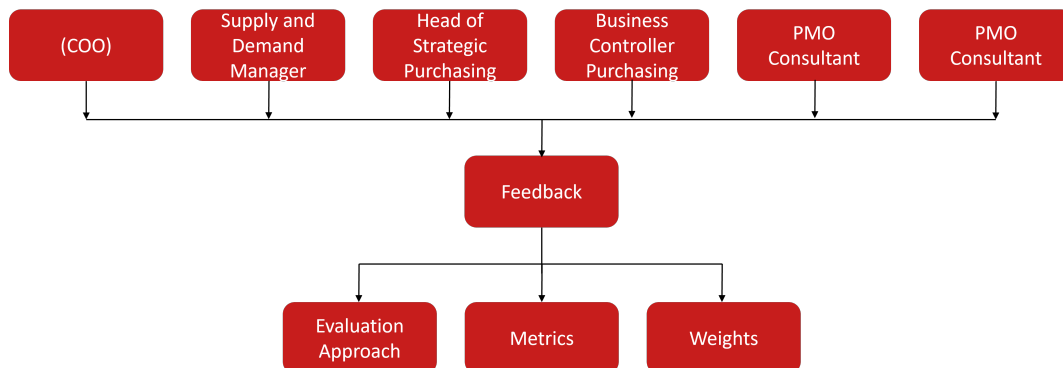 (COO)
Supply and
Demand
Manager
Head of
Strategic
Purchasing
Business
Controller
Purchasing
PMO
Consultant
PMO
Consultant
Feedback
Evaluation
Approach
Metrics
Weights